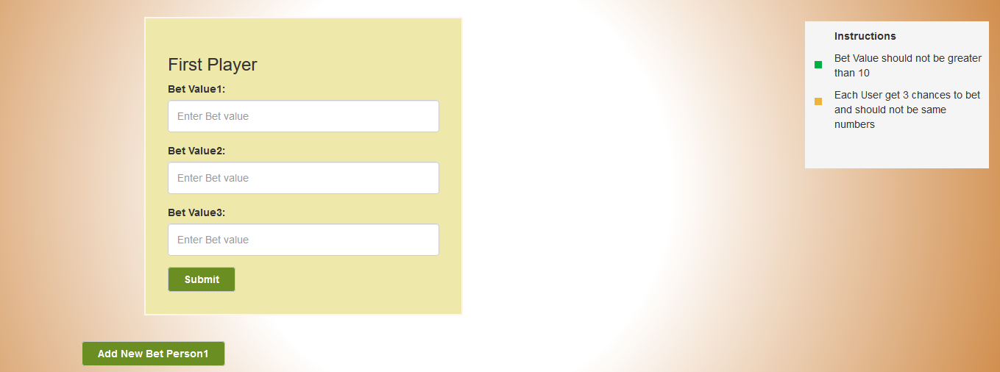 First Player
Bet Value1:
Enter Bet value
Bet Value2:
Enter Bet value
Bet Value3:
Enter Bet value
Submit
Add New Bet Person1
Instructions
Bet Value should not be greater
than 10
Each User get 3 chances to bet
and should not be same
numbers